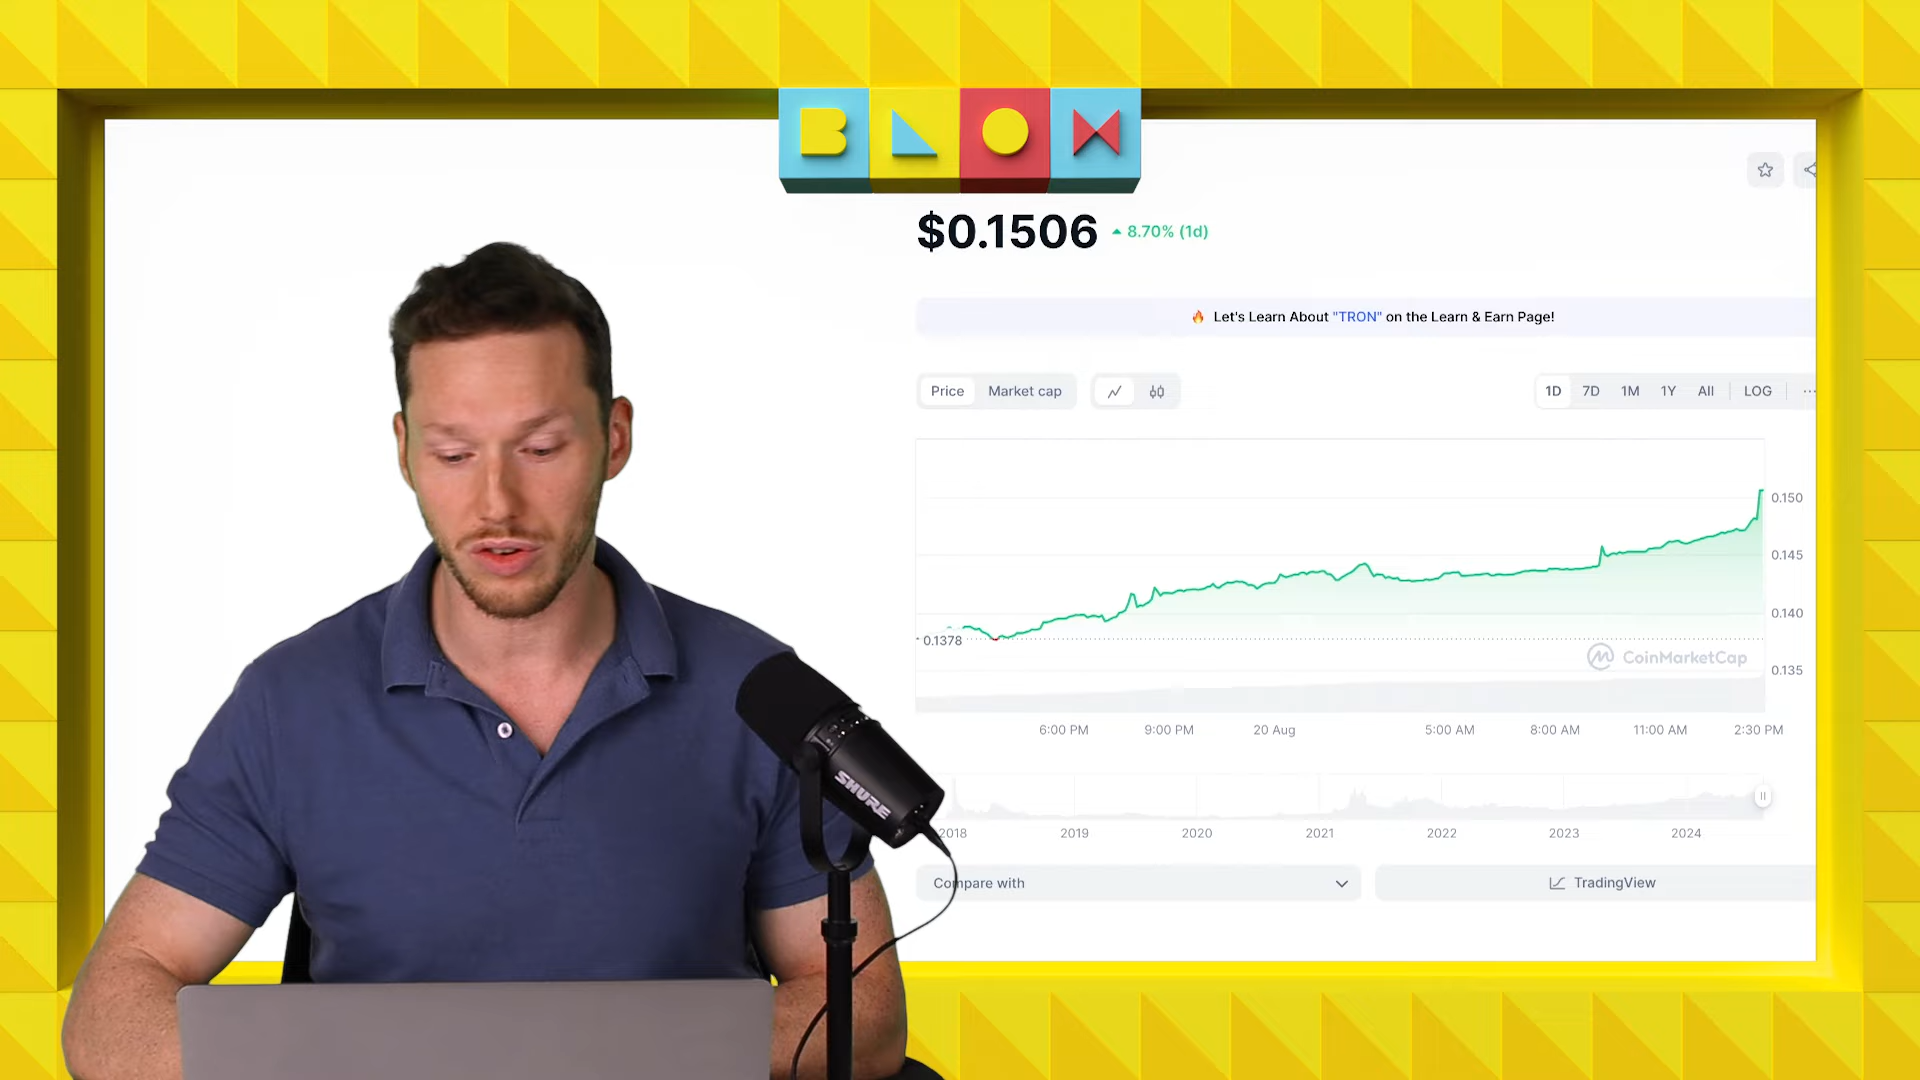 BLOM
$0.1506 8.70% (1d)
🔥 Let's Learn About "TRON" on the Learn & Earn Page!
Price Market cap 1D 7D 1M 1Y All LOG ...
0.150
0.145
0.140
0.1378
CoinMarketCap
0.135
6:00 PM 9:00 PM 20 Aug 5:00 AM 8:00 AM 11:00 AM 2:30 PM
SHURE
2018 2019 2020 2021 2022 2023 2024
Compare with TradingView